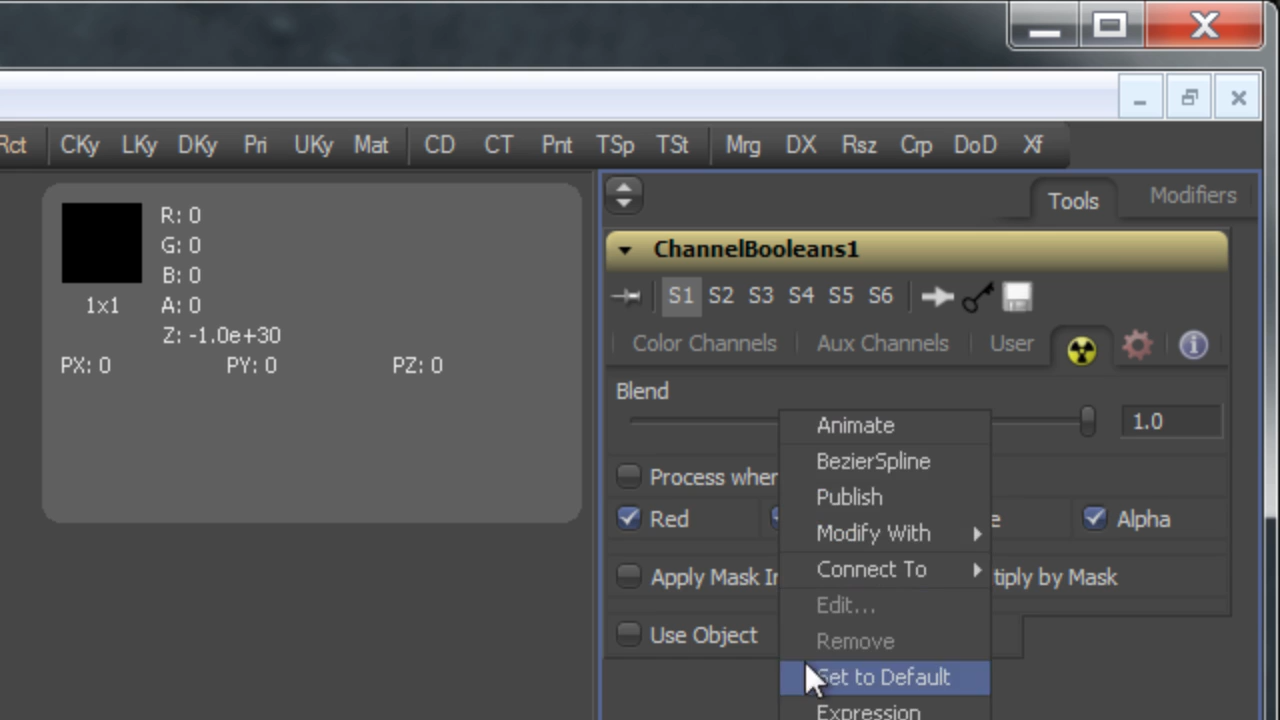 Rct CKy LKy DKy Pri UKy Mat CD CT Pnt TSp TSt Mrg DX Rsz Crp DoD Xf
R: 0
G: 0
B: 0
1x1 A: 0
Z: -1.0e+30
PX: 0 PY: 0 PZ: 0
Tools Modifiers
ChannelBooleans1
S1 S2 S3 S4 S5 S6
Color Channels Aux Channels User
Blend
1.0
Process when
Red e Alpha
Apply Mask In tiply by Mask
Use Object
Animate
BezierSpline
Publish
Modify With
Connect To
Edit...
Remove
Set to Default
Expression